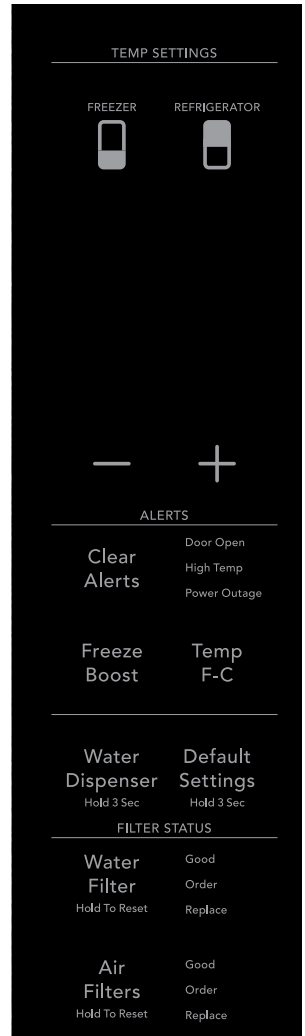 TEMP SETTINGS
FREEZER REFRIGERATOR
− +
ALERTS
Clear
Alerts
Door Open
High Temp
Power Outage
Freeze
Boost
Temp
F-C
Water
Dispenser
Hold 3 Sec
Default
Settings
Hold 3 Sec
FILTER STATUS
Water
Filter
Hold To Reset
Good
Order
Replace
Air
Filters
Hold To Reset
Good
Order
Replace